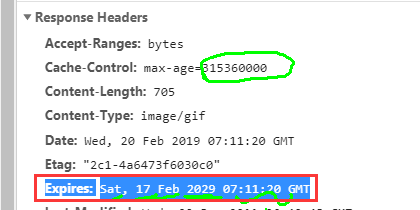 Response Headers
Accept-Ranges: bytes
Cache-Control: max-age=315360000
Content-Length: 705
Content-Type: image/gif
Date: Wed, 20 Feb 2019 07:11:20 GMT
Etag: "2c1-4a6473f6030c0"
Expires: Sat, 17 Feb 2029 07:11:20 GMT